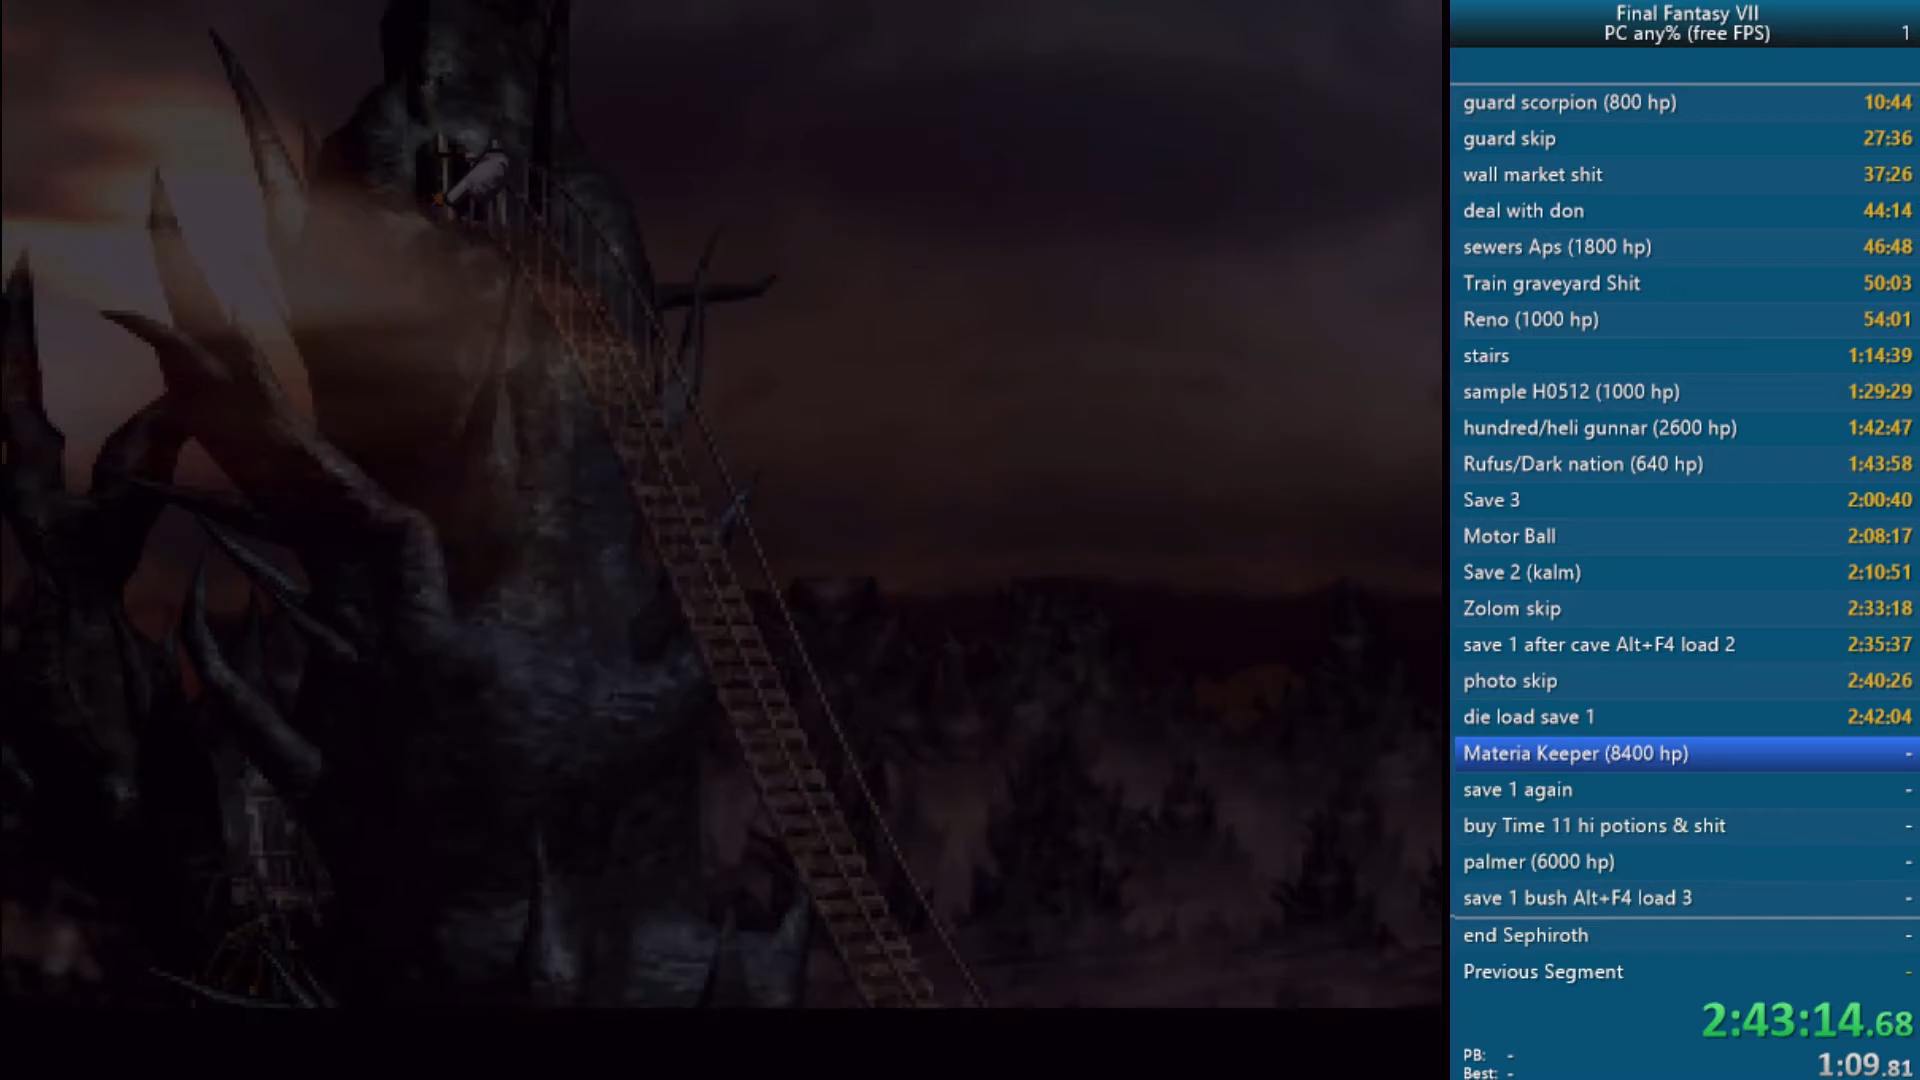 Final Fantasy VII
PC any% (free FPS) 1
guard scorpion (800 hp) 10:44
guard skip 27:36
wall market shit 37:26
deal with don 44:14
sewers Aps (1800 hp) 46:48
Train graveyard Shit 50:03
Reno (1000 hp) 54:01
stairs 1:14:39
sample H0512 (1000 hp) 1:29:29
hundred/heli gunnar (2600 hp) 1:42:47
Rufus/Dark nation (640 hp) 1:43:58
Save 3 2:00:40
Motor Ball 2:08:17
Save 2 (kalm) 2:10:51
Zolom skip 2:33:18
save 1 after cave Alt+F4 load 2 2:35:37
photo skip 2:40:26
die load save 1 2:42:04
Materia Keeper (8400 hp) -
save 1 again -
buy Time 11 hi potions & shit -
palmer (6000 hp) -
save 1 bush Alt+F4 load 3 -
end Sephiroth -
Previous Segment -
2:43:14.68
PB: -
Best: - 1:09.81